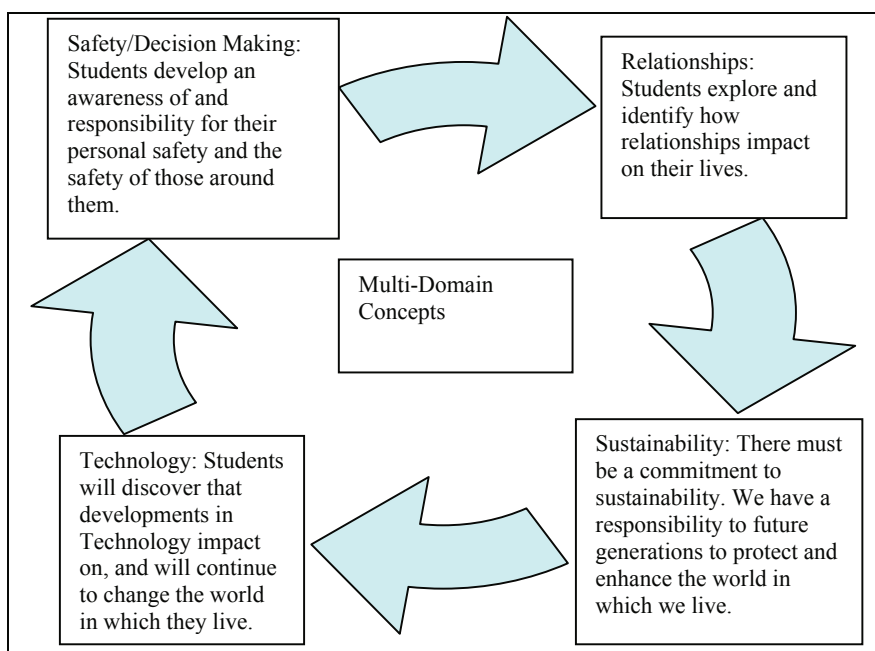 Safety/Decision Making:
Students develop an
awareness of and
responsibility for their
personal safety and the
safety of those around
them.
Relationships:
Students explore and
identify how
relationships impact
on their lives.
Multi-Domain
Concepts
Technology: Students
will discover that
developments in
Technology impact
on, and will continue
to change the world
in which they live.
Sustainability: There must
be a commitment to
sustainability. We have a
responsibility to future
generations to protect and
enhance the world in
which we live.